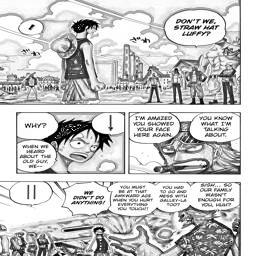 DON'T WE,
STRAW HAT
LUFFY?
!
YOU KNOW
WHAT I'M
TALKING
ABOUT.
I'M AMAZED
YOU SHOWED
YOUR FACE
HERE AGAIN.
!
WHY?
WHEN WE
HEARD ABOUT
THE OLD
GUY, WE--
SIGH... SO
OUR FAMILY
WASN'T
ENOUGH FOR
YOU, HUH?
YOU HAD TO
GO AND
MESS WITH
GALLEY-LA
TOO?
YOU MUST
BE AT THAT
AWKWARD
AGE WHEN
YOU HURT
EVERYTHING
YOU TOUCH!!
WE
DIDN'T DO
ANYTHING!
!!